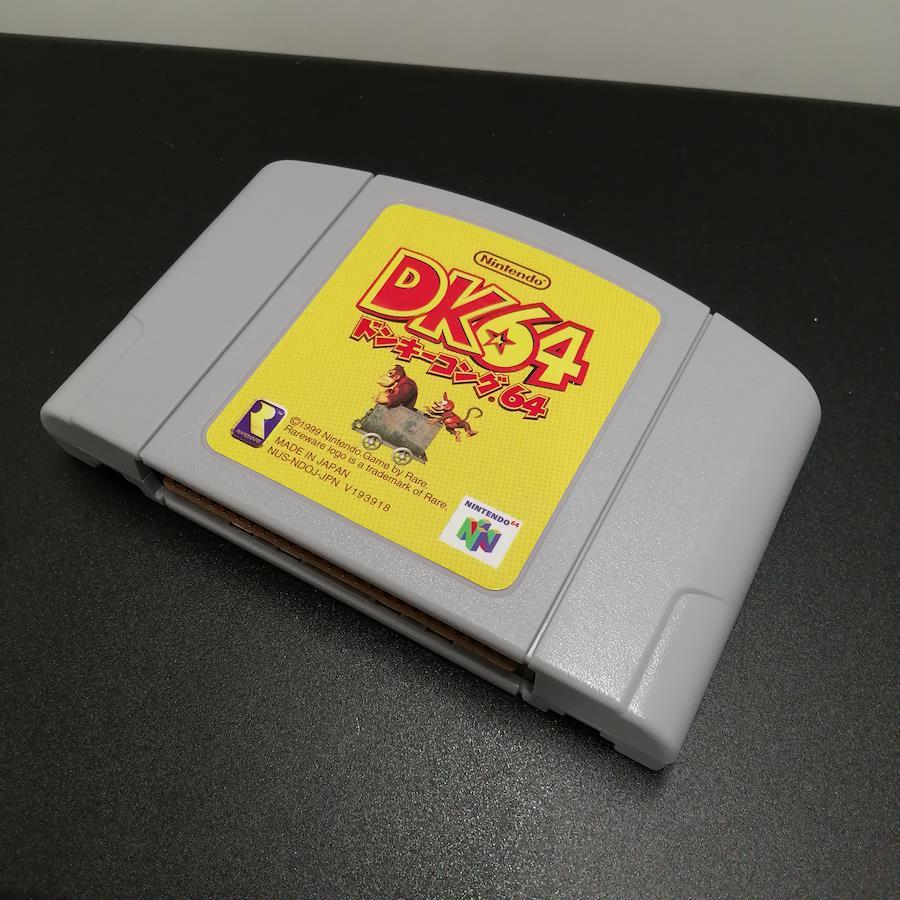 Nintendo®
DK64
ドンキーコング64
RAREWARE
©1999 Nintendo.Game by Rare.
Rareware logo is a trademark of Rare.
MADE IN JAPAN
NUS-NDOJ-JPN V193918
NINTENDO64